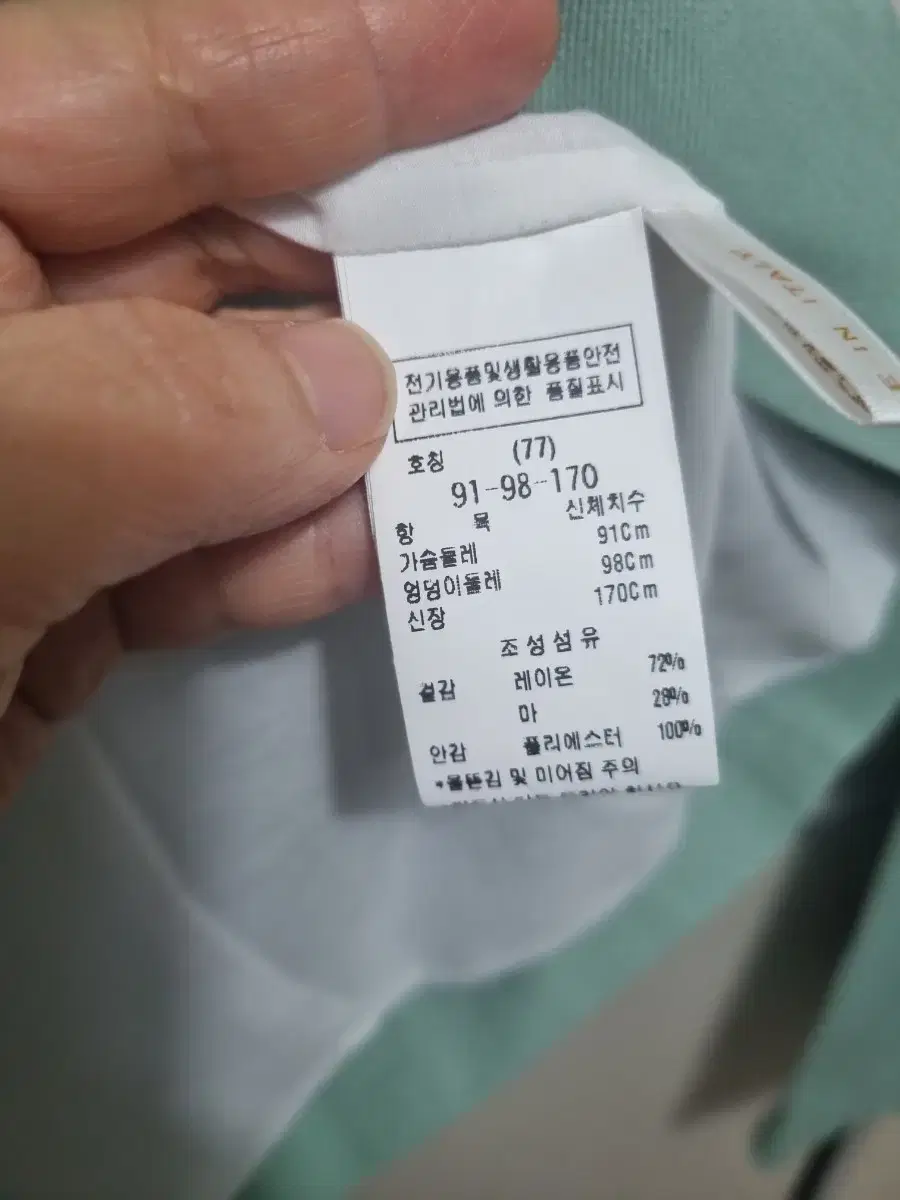 전기용품및생활용품안전
관리법에 의한 품질표시
호칭 (77)
91-98-170
항 목 신체치수
가슴둘레 91Cm
엉덩이둘레 98Cm
신장 170Cm
조성섬유
겉감 레이온 72%
마 28%
안감 폴리에스터 100%
*올뜯김 및 미어짐 주의
IN ITALY